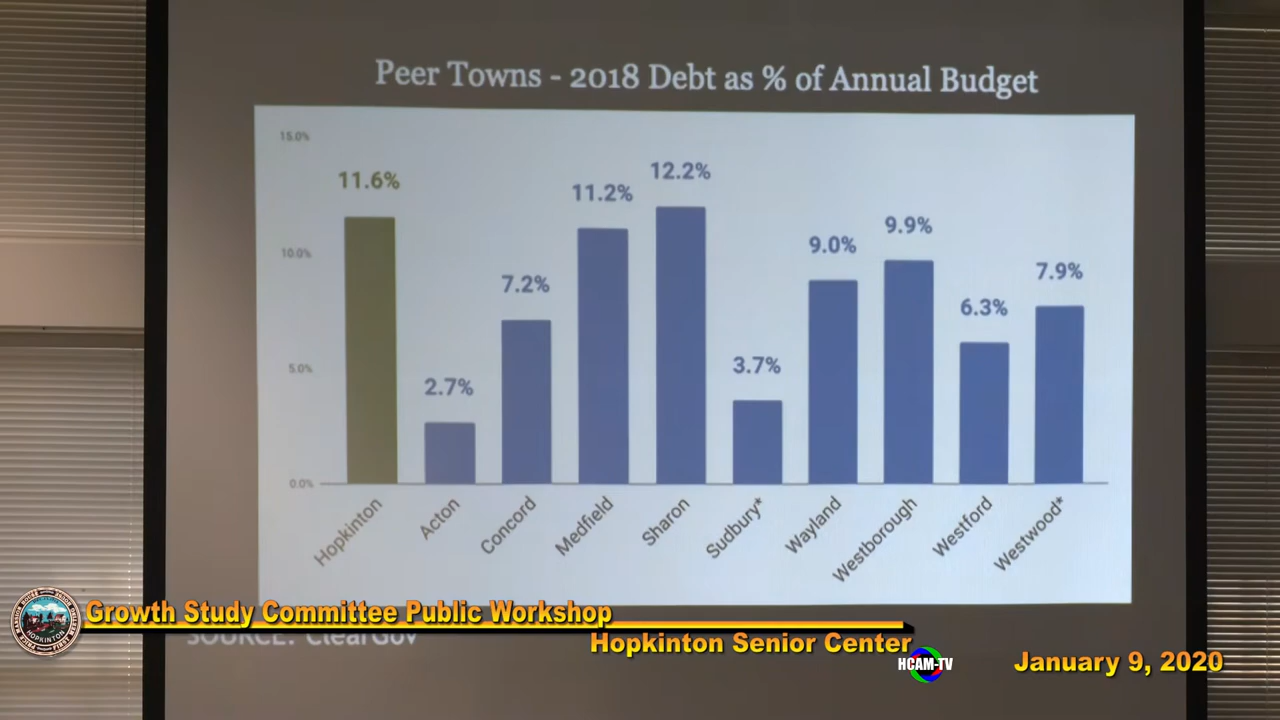 Peer Towns - 2018 Debt as % of Annual Budget
15.0%
10.0%
5.0%
0.0%
11.6%
2.7%
7.2%
11.2%
12.2%
3.7%
9.0%
9.9%
6.3%
7.9%
Hopkinton
Acton
Concord
Medfield
Sharon
Sudbury*
Wayland
Westborough
Westford
Westwood*
SOURCE: ClearGov
Growth Study Committee Public Workshop
Hopkinton Senior Center
HCAM-TV
January 9, 2020
HOPKINTON